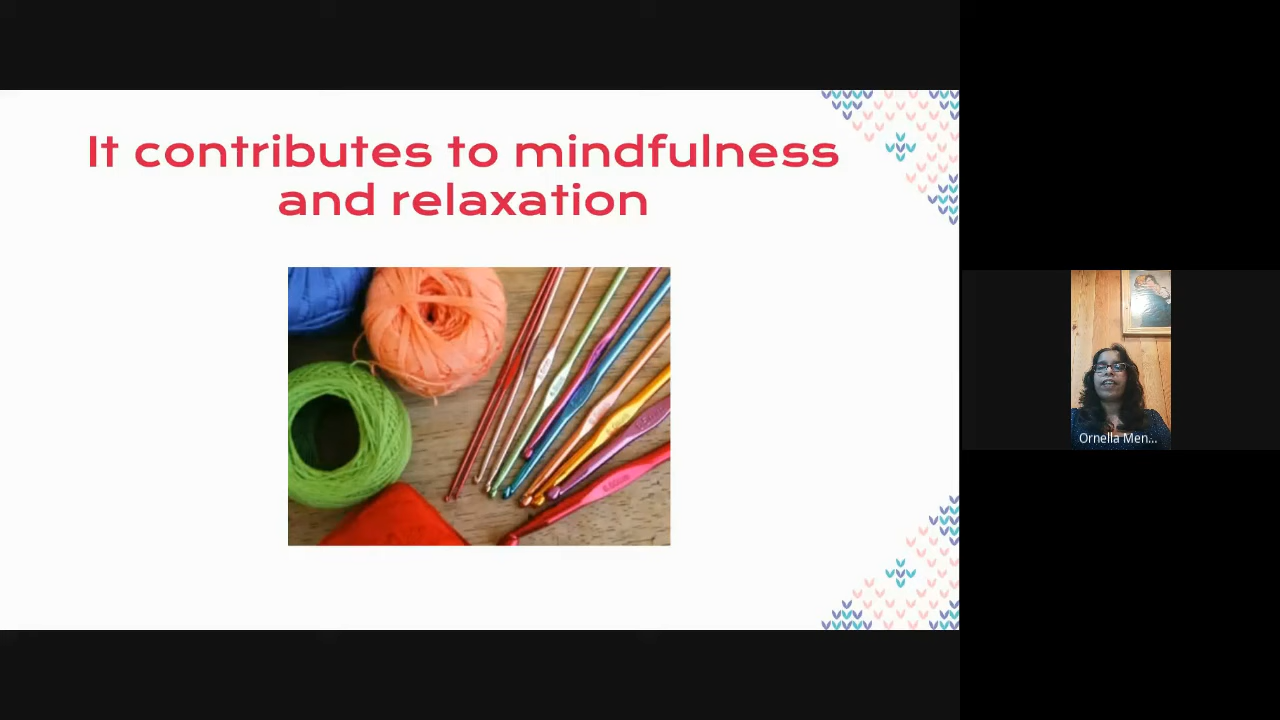 It contributes to mindfulness
and relaxation
Ornella Men...